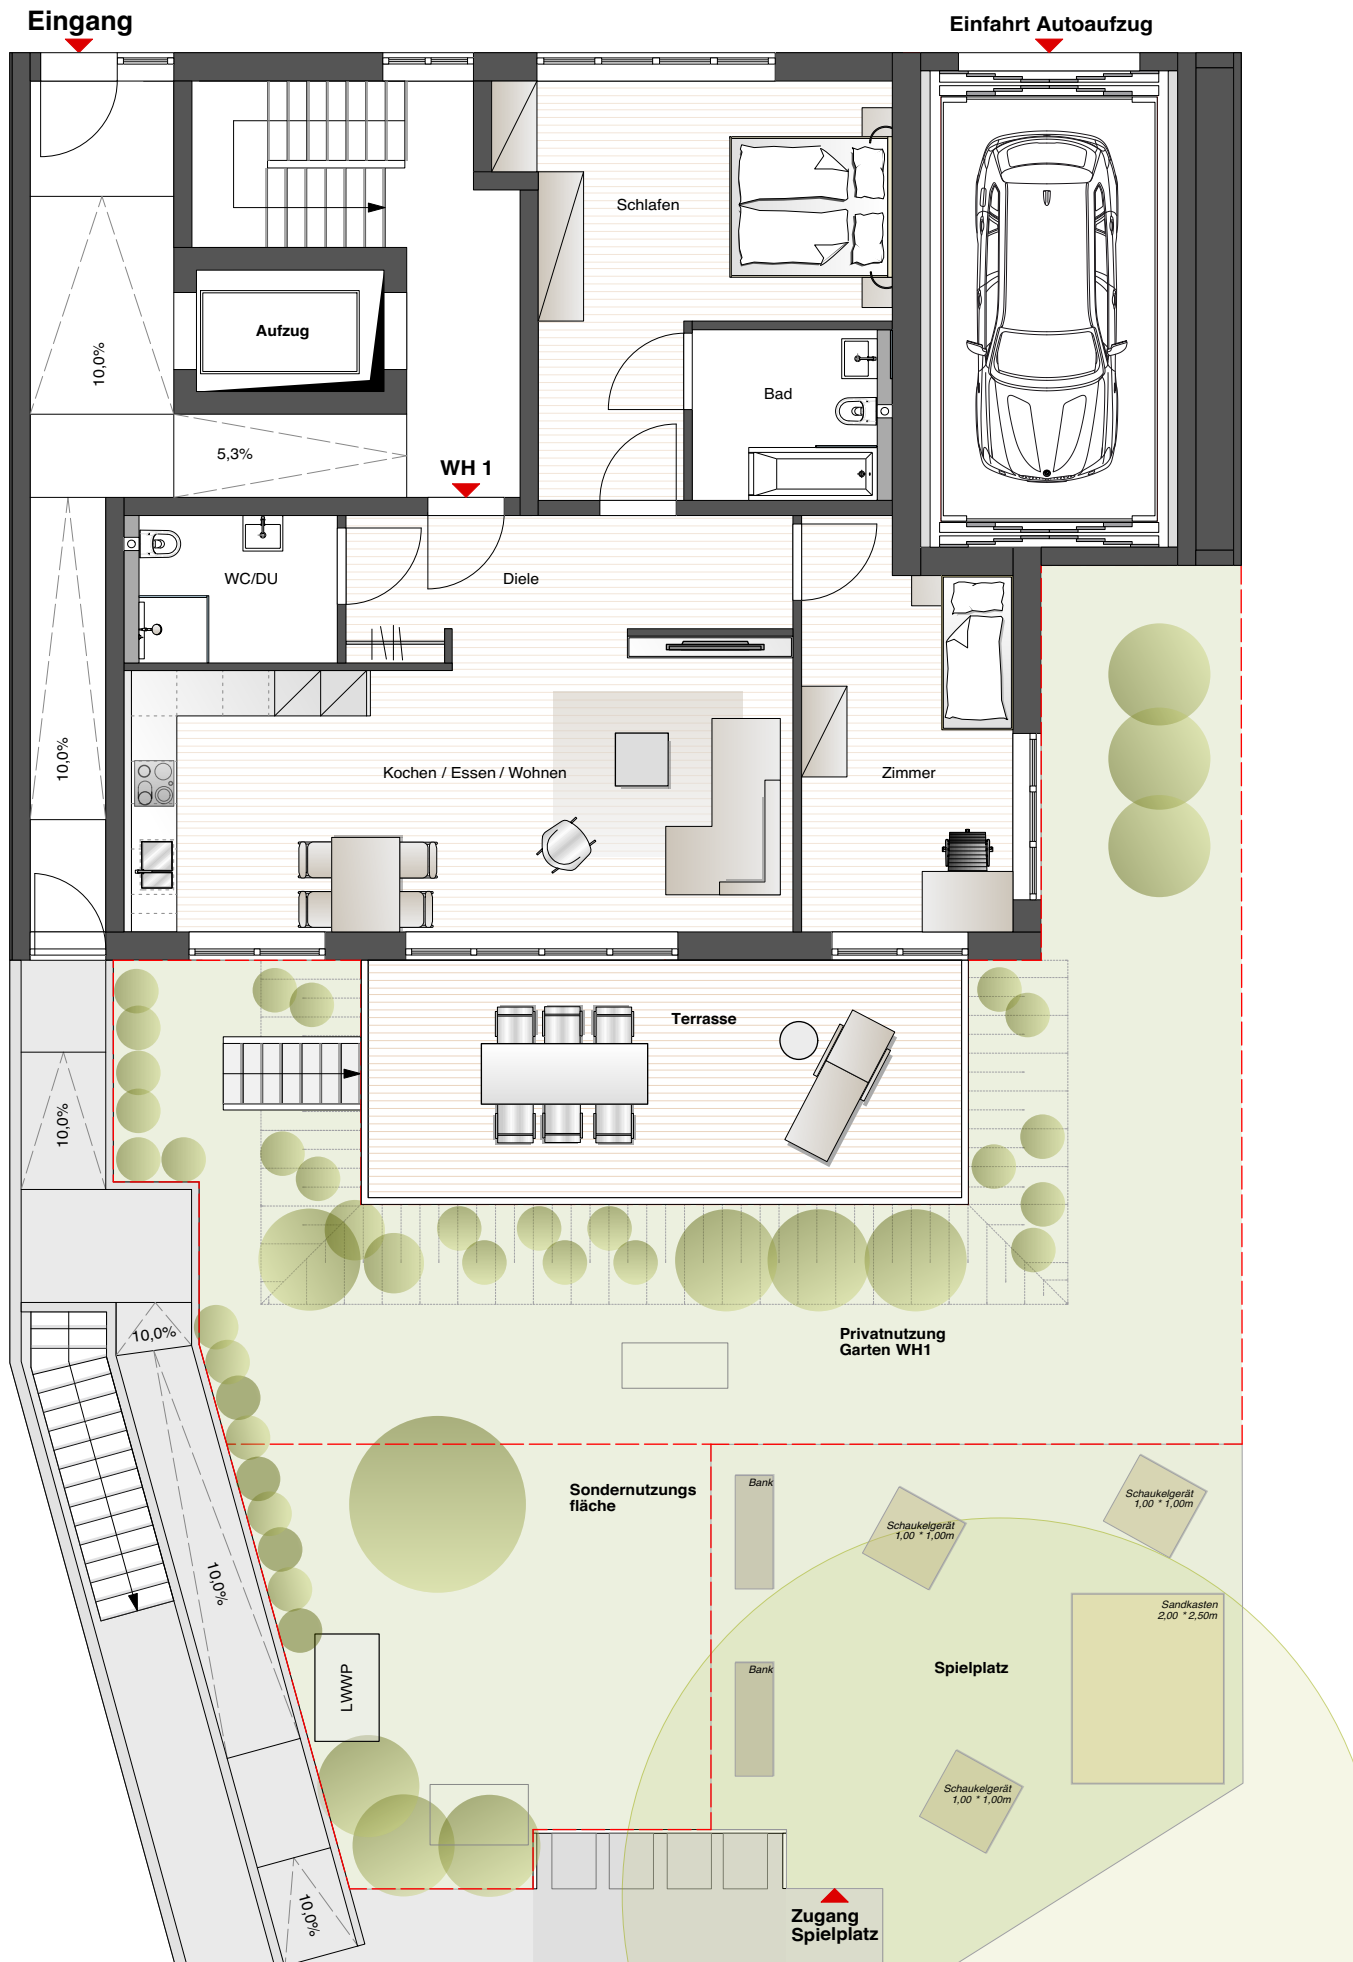 Eingang
Einfahrt Autoaufzug
Schlafen
Aufzug
10,0%
Bad
5,3%
WH 1
WC/DU
Diele
10,0%
Kochen / Essen / Wohnen
Zimmer
Terrasse
10,0%
10,0%
Privatnutzung
Garten WH1
Sondernutzungs
fläche
Bank
Schaukelgerät
1,00 * 1,00m
Schaukelgerät
1,00 * 1,00m
10,0%
Sandkasten
2,00 * 2,50m
LWWP
Bank
Spielplatz
Schaukelgerät
1,00 * 1,00m
10,0%
Zugang
Spielplatz